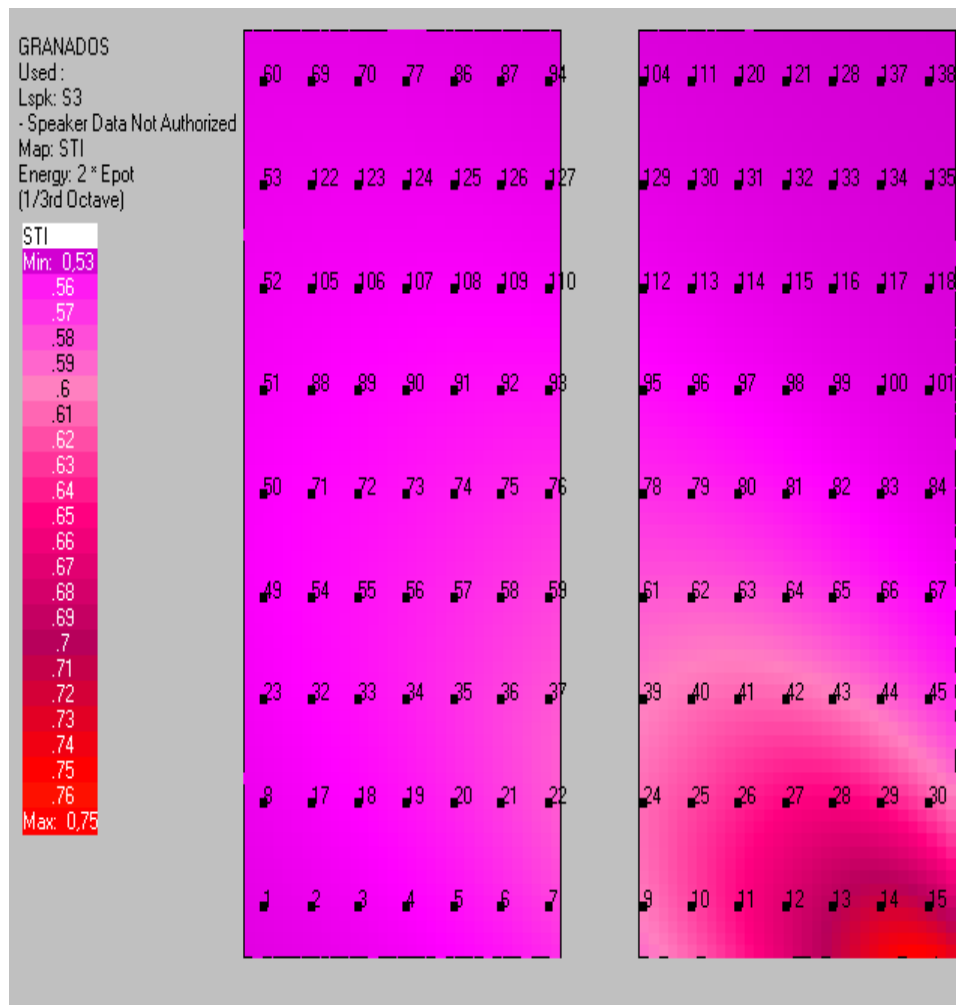 GRANADOS
Used :
Lspk: S3
- Speaker Data Not Authorized
Map: STI
Energy: 2 * Epot
(1/3rd Octave)
STI
Min: 0,53
.56
.57
.58
.59
.6
.61
.62
.63
.64
.65
.66
.67
.68
.69
.7
.71
.72
.73
.74
.75
.76
Max: 0,75
60 69 70 77 86 87 94 104 111 120 121 128 137 138
53 122 123 124 125 126 127 129 130 131 132 133 134 135
52 105 106 107 108 109 110 112 113 114 115 116 117 118
51 88 89 90 91 92 93 95 96 97 98 99 100 101
50 71 72 73 74 75 76 78 79 80 81 82 83 84
49 54 55 56 57 58 59 61 62 63 64 65 66 67
23 32 33 34 35 36 37 39 40 41 42 43 44 45
8 17 18 19 20 21 22 24 25 26 27 28 29 30
1 2 3 4 5 6 7 9 10 11 12 13 14 15